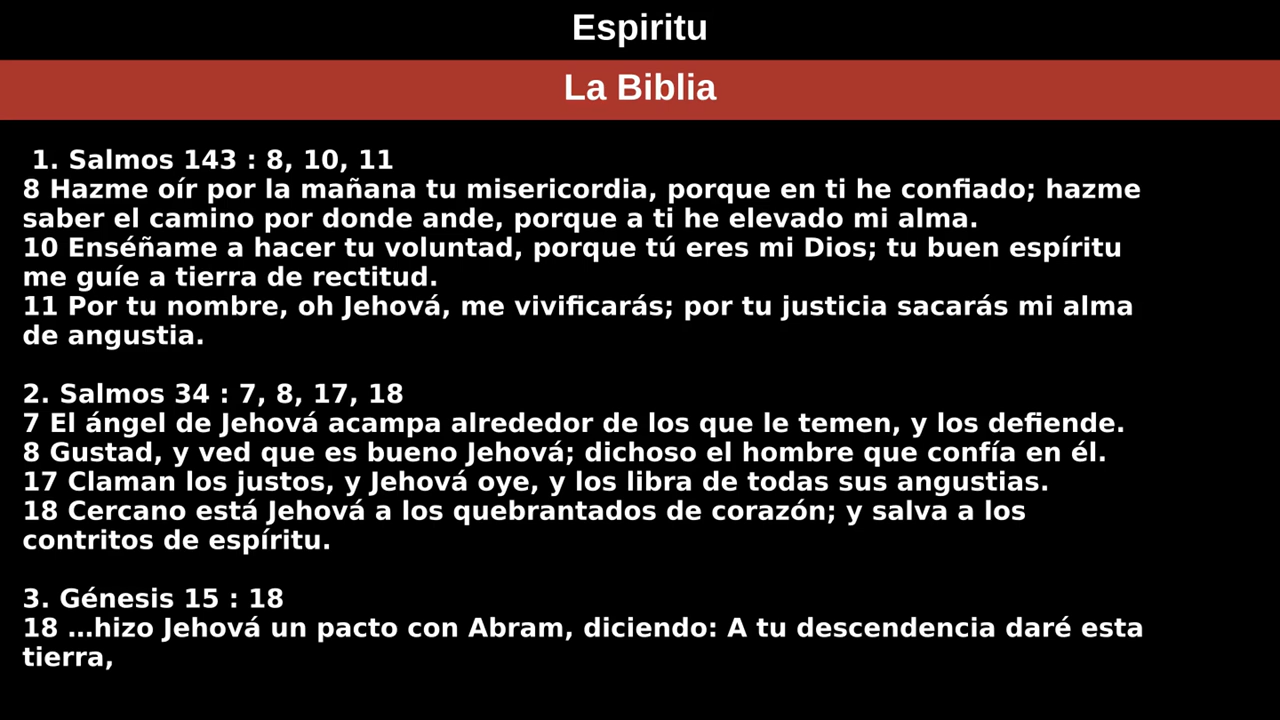 Espiritu
La Biblia
1. Salmos 143 : 8, 10, 11
8 Hazme oír por la mañana tu misericordia, porque en ti he confiado; hazme
saber el camino por donde ande, porque a ti he elevado mi alma.
10 Enséñame a hacer tu voluntad, porque tú eres mi Dios; tu buen espíritu
me guíe a tierra de rectitud.
11 Por tu nombre, oh Jehová, me vivificarás; por tu justicia sacarás mi alma
de angustia.
2. Salmos 34 : 7, 8, 17, 18
7 El ángel de Jehová acampa alrededor de los que le temen, y los defiende.
8 Gustad, y ved que es bueno Jehová; dichoso el hombre que confía en él.
17 Claman los justos, y Jehová oye, y los libra de todas sus angustias.
18 Cercano está Jehová a los quebrantados de corazón; y salva a los
contritos de espíritu.
3. Génesis 15 : 18
18 …hizo Jehová un pacto con Abram, diciendo: A tu descendencia daré esta
tierra,